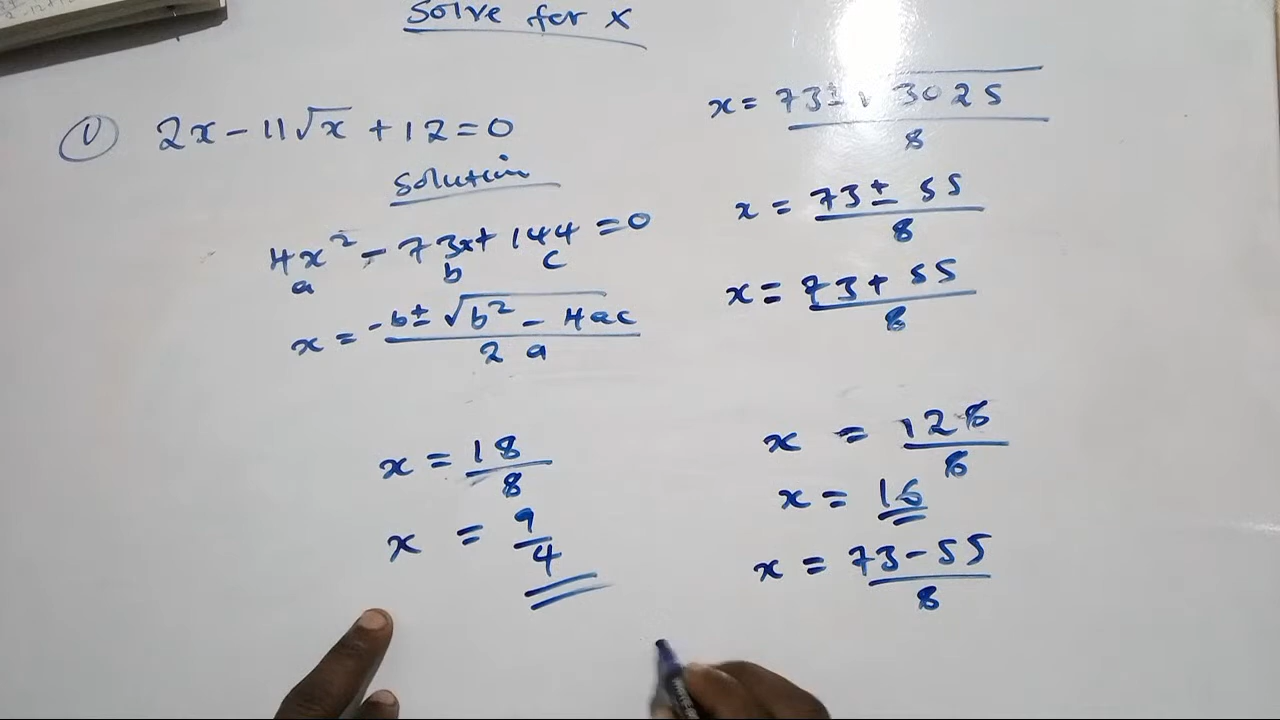 Solve for x
V) 2x - 11√x + 12 = 0
Solution
4x² - 73x + 144 = 0
a b c
x = -b ± √b² - 4ac / 2a
x = 18/8
x = 9/4
x = 73 ± √3025 / 8
x = 73 ± 55 / 8
x = 73 + 55 / 8
x = 128/8
x = 16
x = 73 - 55 / 8